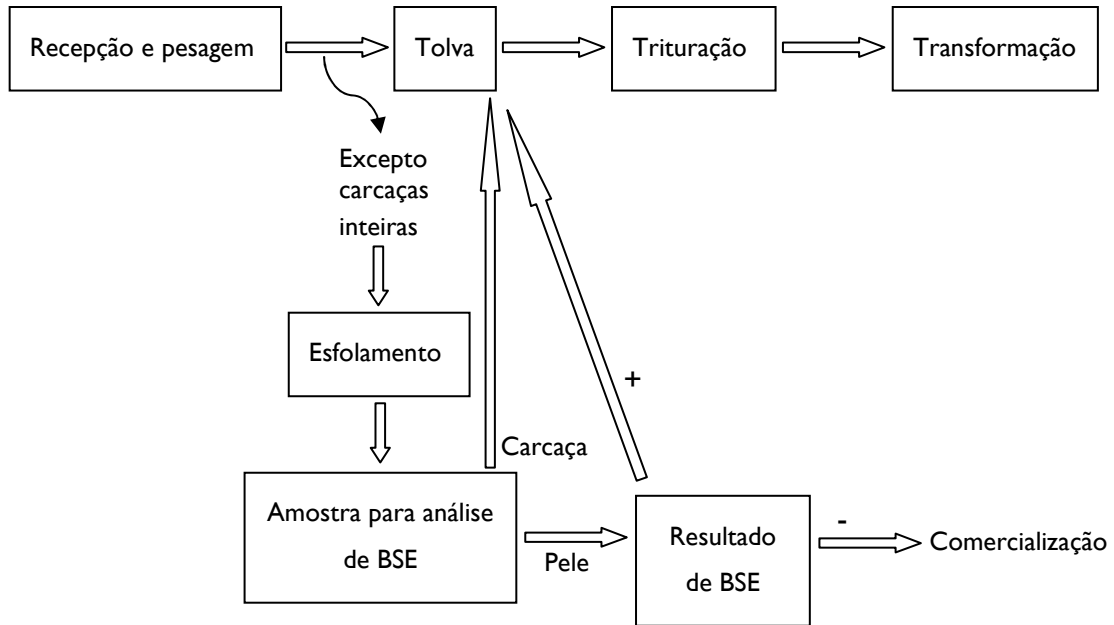 Recepção e pesagem
Tolva
Trituração
Transformação
Excepto
carcaças
inteiras
Esfolamento
+
Carcaça
Amostra para análise
de BSE
Pele
Resultado
de BSE
-
Comercialização